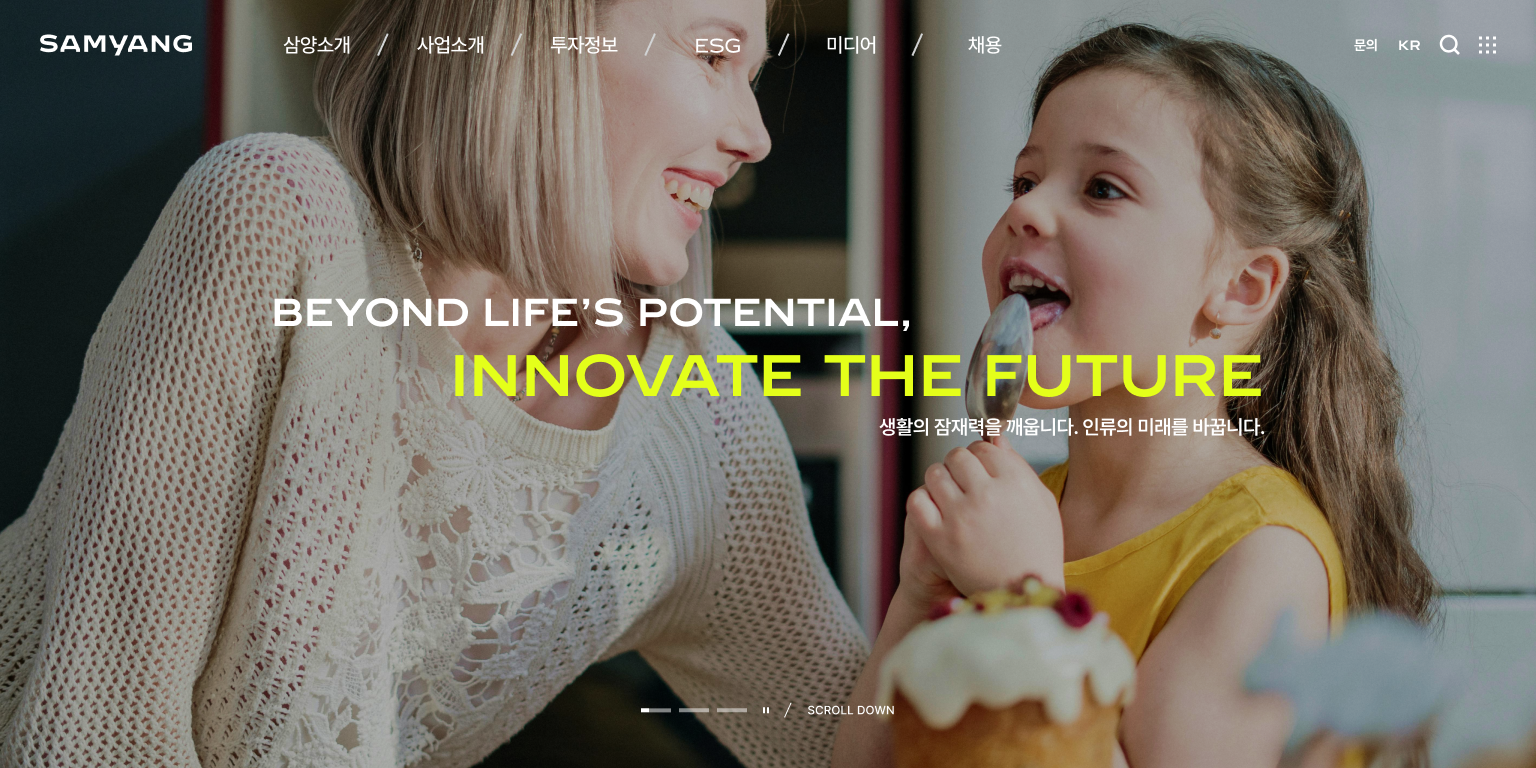 SAMYANG
삼양소개 / 사업소개 / 투자정보 / ESG / 미디어 / 채용
문의 KR
BEYOND LIFE’S POTENTIAL,
INNOVATE THE FUTURE
생활의 잠재력을 깨웁니다. 인류의 미래를 바꿉니다.
/ SCROLL DOWN